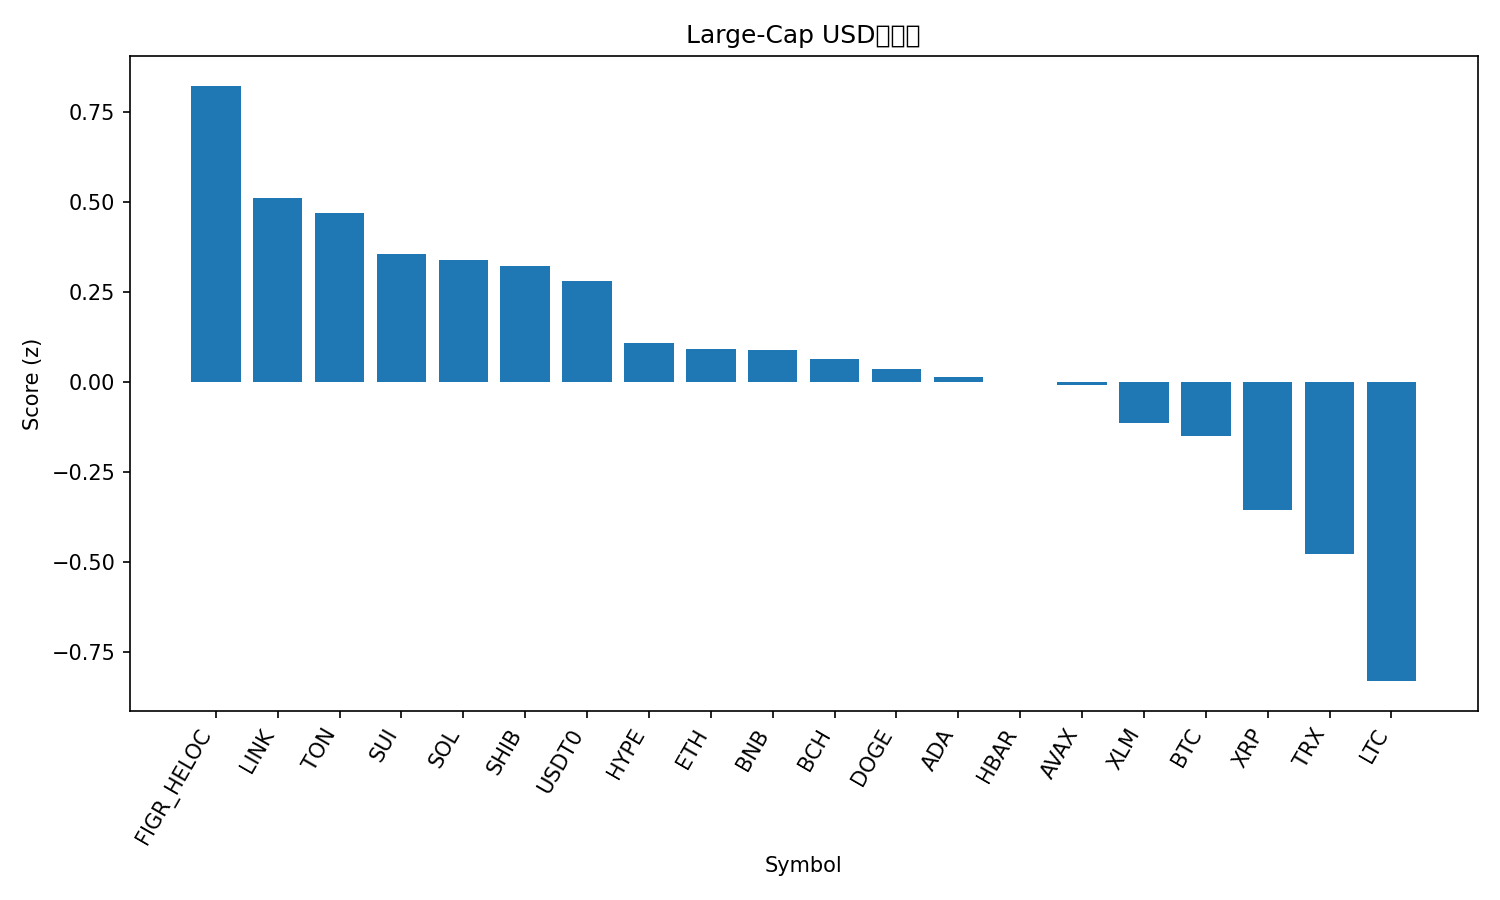 Large-Cap USD
Score (z)
0.75
0.50
0.25
0.00
−0.25
−0.50
−0.75
FIGR_HELOC
LINK
TON
SUI
SOL
SHIB
USDT0
HYPE
ETH
BNB
BCH
DOGE
ADA
HBAR
AVAX
XLM
BTC
XRP
TRX
LTC
Symbol